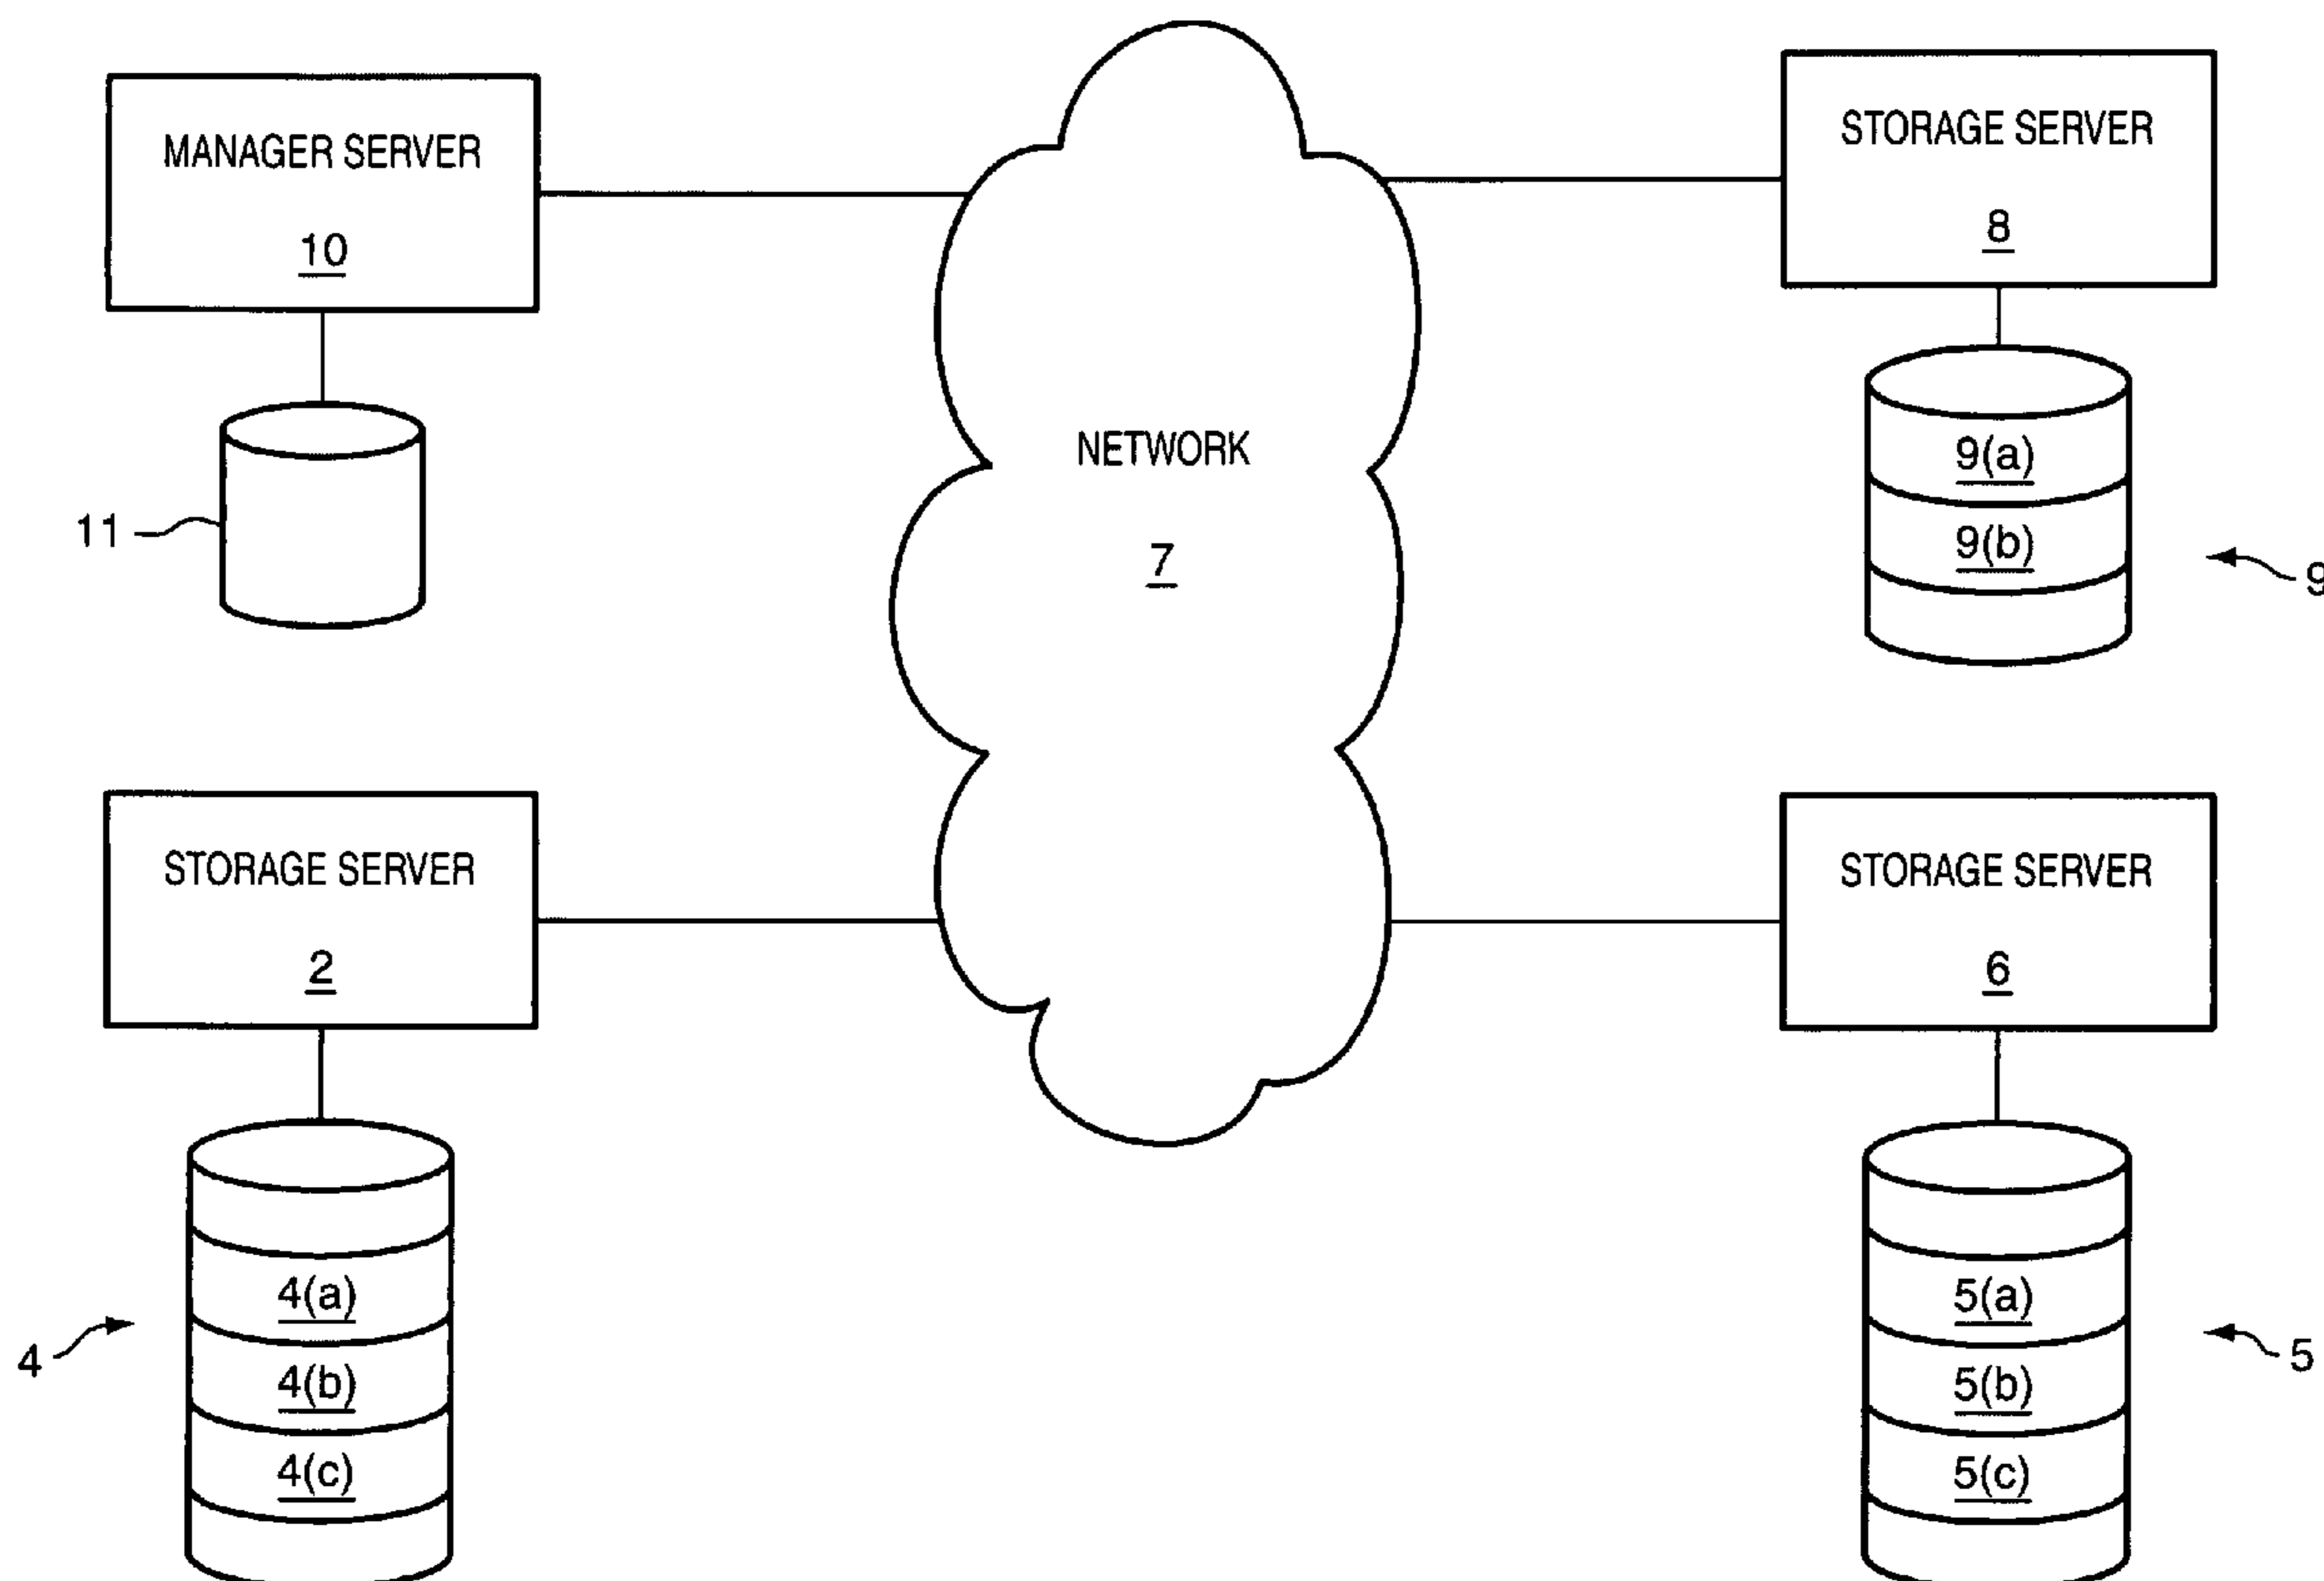 MANAGER SERVER
10
11
NETWORK
7
STORAGE SERVER
8
9(a)
9(b)
9
STORAGE SERVER
2
4
4(a)
4(b)
4(c)
STORAGE SERVER
6
5(a)
5(b)
5(c)
5